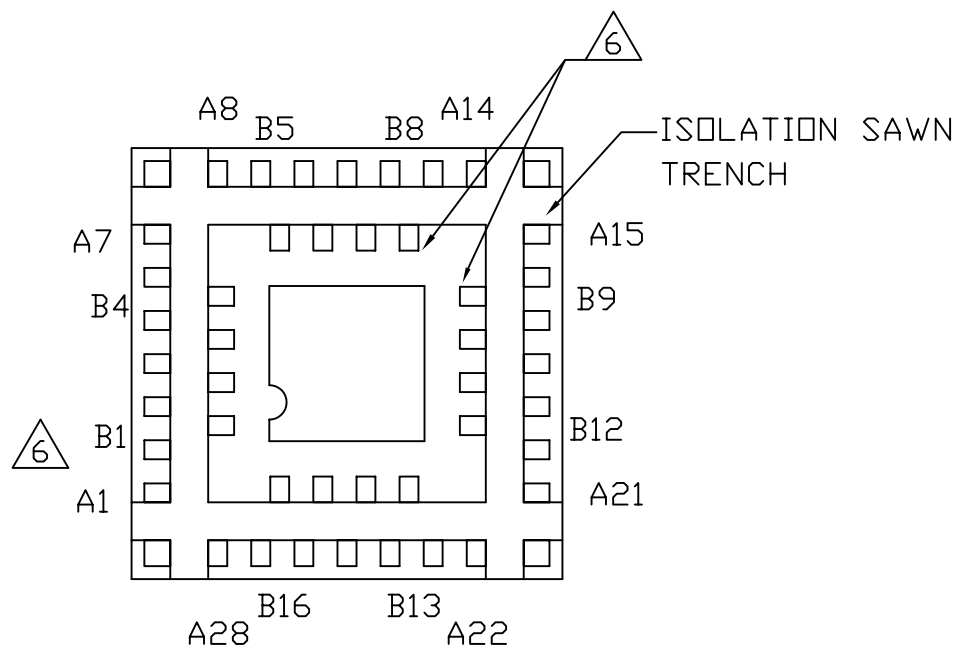 6
A8
B5
B8
A14
ISOLATION SAWN
TRENCH
A7
A15
B4
B9
B1
B12
6
A1
A21
B16
B13
A28
A22